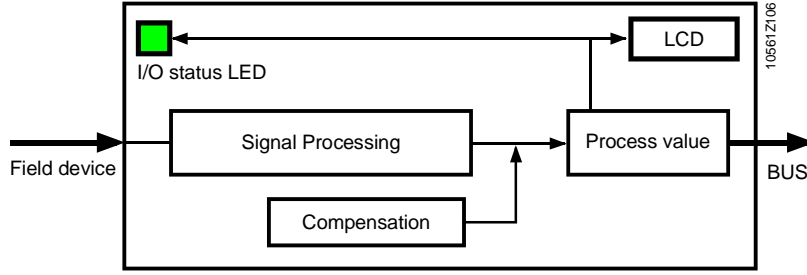 LCD
10561Z106
I/O status LED
Signal Processing
Process value
Field device
BUS
Compensation